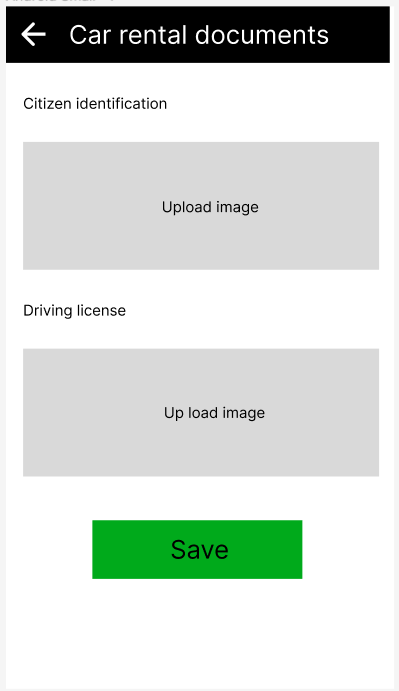 Car rental documents
Citizen identification
Upload image
Driving license
Up load image
Save